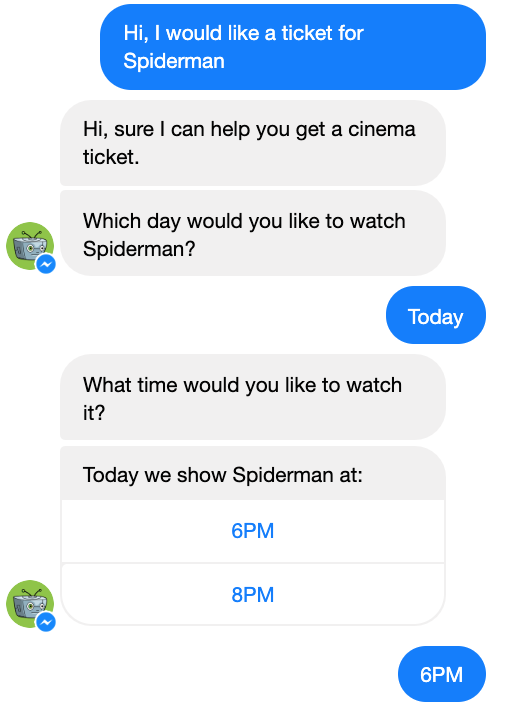 Hi, I would like a ticket for
Spiderman
Hi, sure I can help you get a cinema
ticket.
Which day would you like to watch
Spiderman?
Today
What time would you like to watch
it?
Today we show Spiderman at:
6PM
8PM
6PM